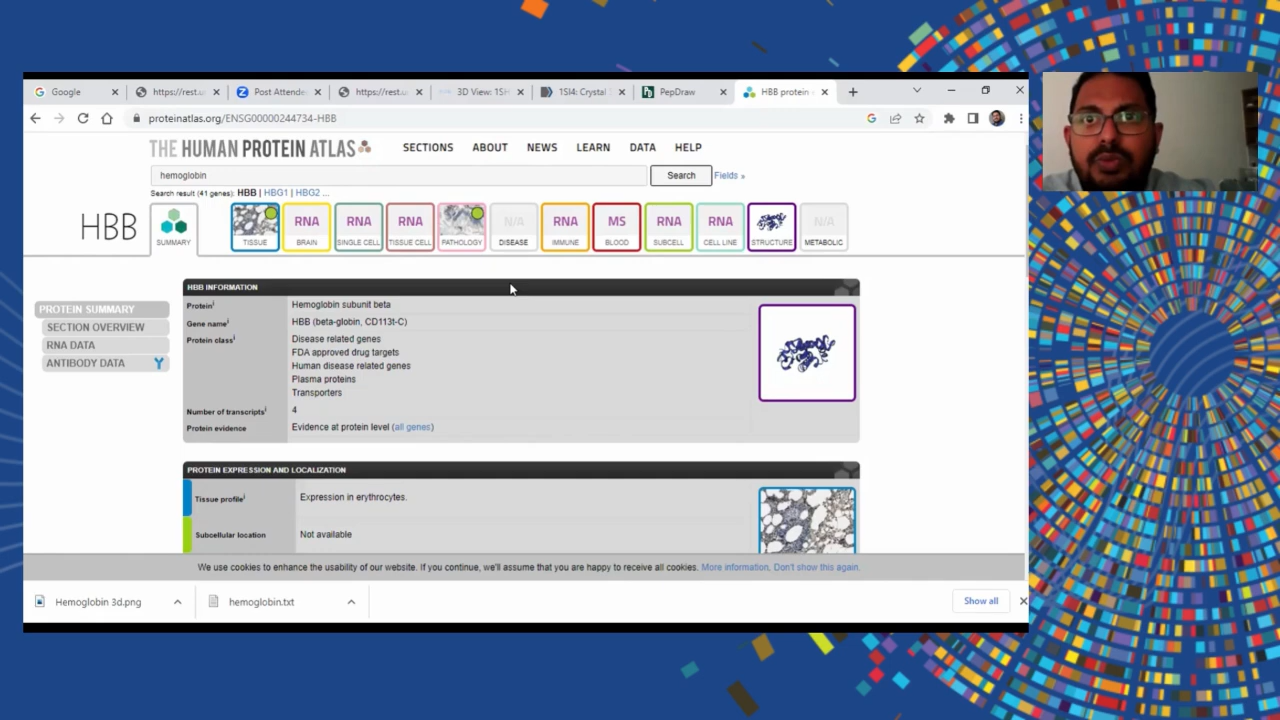 Google
https://rest.u
Post Attende
https://rest.u
3D View: 1SH
1SI4: Crystal
PepDraw
HBB protein
proteinatlas.org/ENSG00000244734-HBB
THE HUMAN PROTEIN ATLAS
SECTIONS ABOUT NEWS LEARN DATA HELP
hemoglobin
Search
Fields »
Search result (41 genes): HBB | HBG1 | HBG2 ...
HBB
SUMMARY
TISSUE
RNA BRAIN
RNA SINGLE CELL
RNA TISSUE CELL
PATHOLOGY
N/A DISEASE
RNA IMMUNE
MS BLOOD
RNA SUBCELL
RNA CELL LINE
STRUCTURE
N/A METABOLIC
PROTEIN SUMMARY
SECTION OVERVIEW
RNA DATA
ANTIBODY DATA
HBB INFORMATION
Protein Hemoglobin subunit beta
Gene name HBB (beta-globin, CD113t-C)
Protein class Disease related genes
FDA approved drug targets
Human disease related genes
Plasma proteins
Transporters
Number of transcripts 4
Protein evidence Evidence at protein level (all genes)
PROTEIN EXPRESSION AND LOCALIZATION
Tissue profile Expression in erythrocytes.
Subcellular location Not available
We use cookies to enhance the usability of our website. If you continue, we'll assume that you are happy to receive all cookies. More information. Don't show this again.
Hemoglobin 3d.png
hemoglobin.txt
Show all